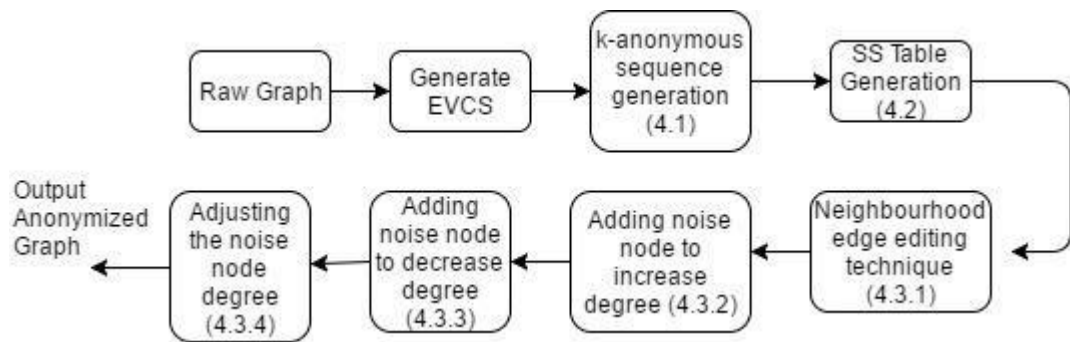 Raw Graph
Generate
EVCS
k-anonymous
sequence
generation
(4.1)
SS Table
Generation
(4.2)
Neighbourhood
edge editing
technique
(4.3.1)
Adding noise
node to
increase
degree (4.3.2)
Adding
noise node
to decrease
degree
(4.3.3)
Adjusting
the noise
node
degree
(4.3.4)
Output
Anonymized
Graph